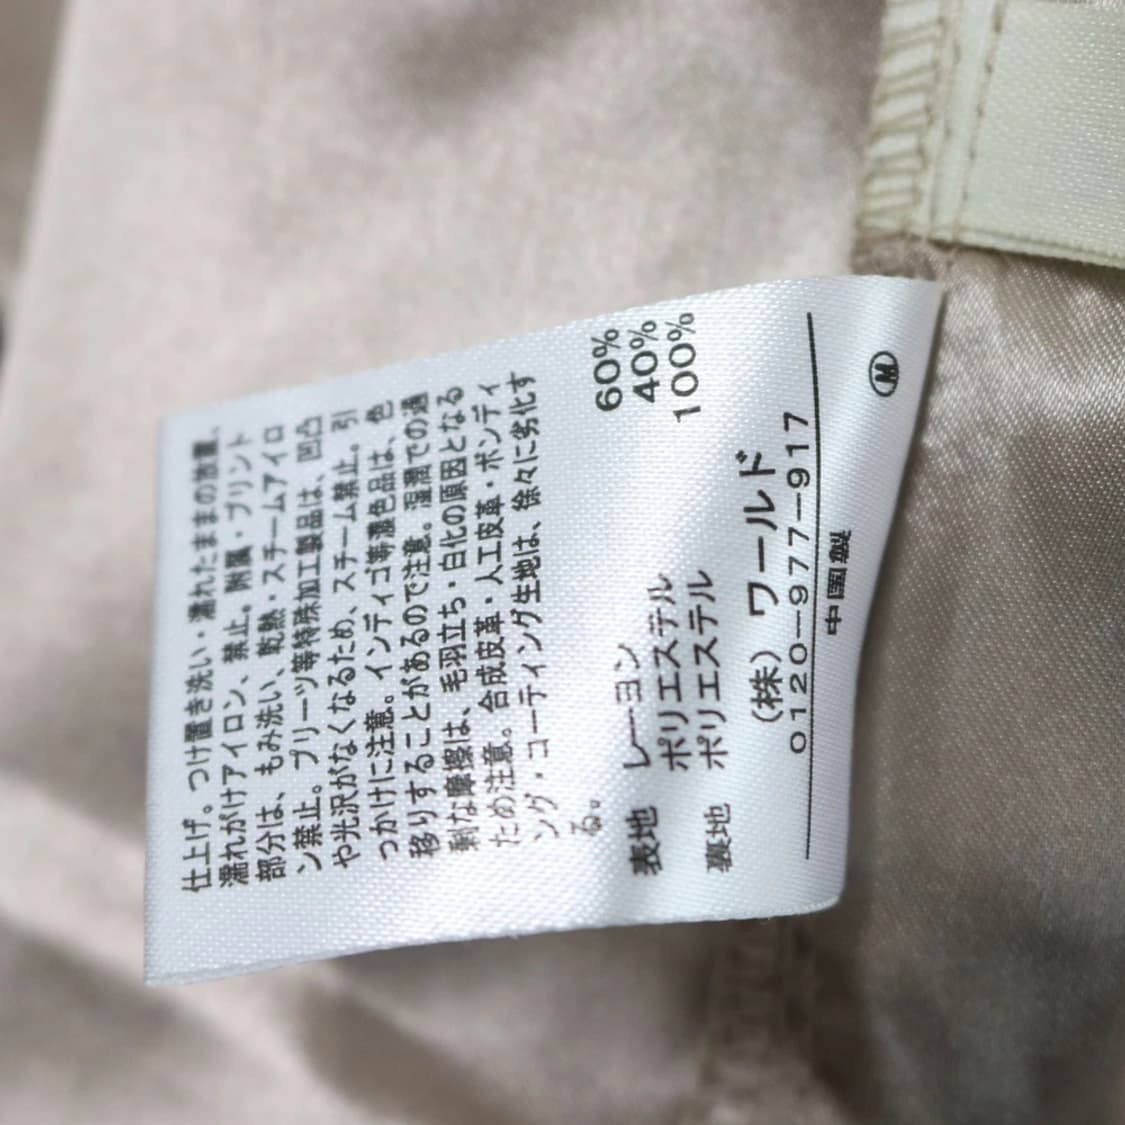 仕上げ。つけ置き洗い・濡れたままの放置、
濡れがけアイロン、禁止。附属・プリント
部分は、もみ洗い、乾熱・スチームアイロ
ン禁止。プリーツ等特殊加工製品は、凹凸
や光沢がなくなるため、スチーム禁止。引
つかけに注意。インディゴ等濃色品は、色
移りすることがあるので注意。湿潤での過
剰な摩擦は、毛羽立ち・白化の原因となる
ため注意。合成皮革・人工皮革・ボンディ
ング・コーティング生地は、徐々に劣化す
る。
表地 レーヨン 60%
ポリエステル 40%
裏地 ポリエステル 100%
(株) ワールド
0120-977-917
中国製
M